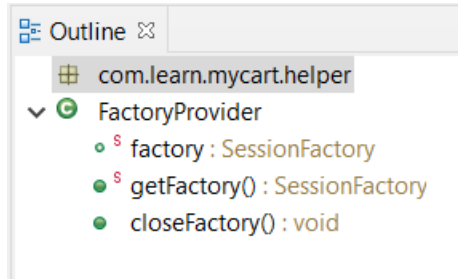 Outline
com.learn.mycart.helper
FactoryProvider
S factory : SessionFactory
S getFactory() : SessionFactory
closeFactory() : void